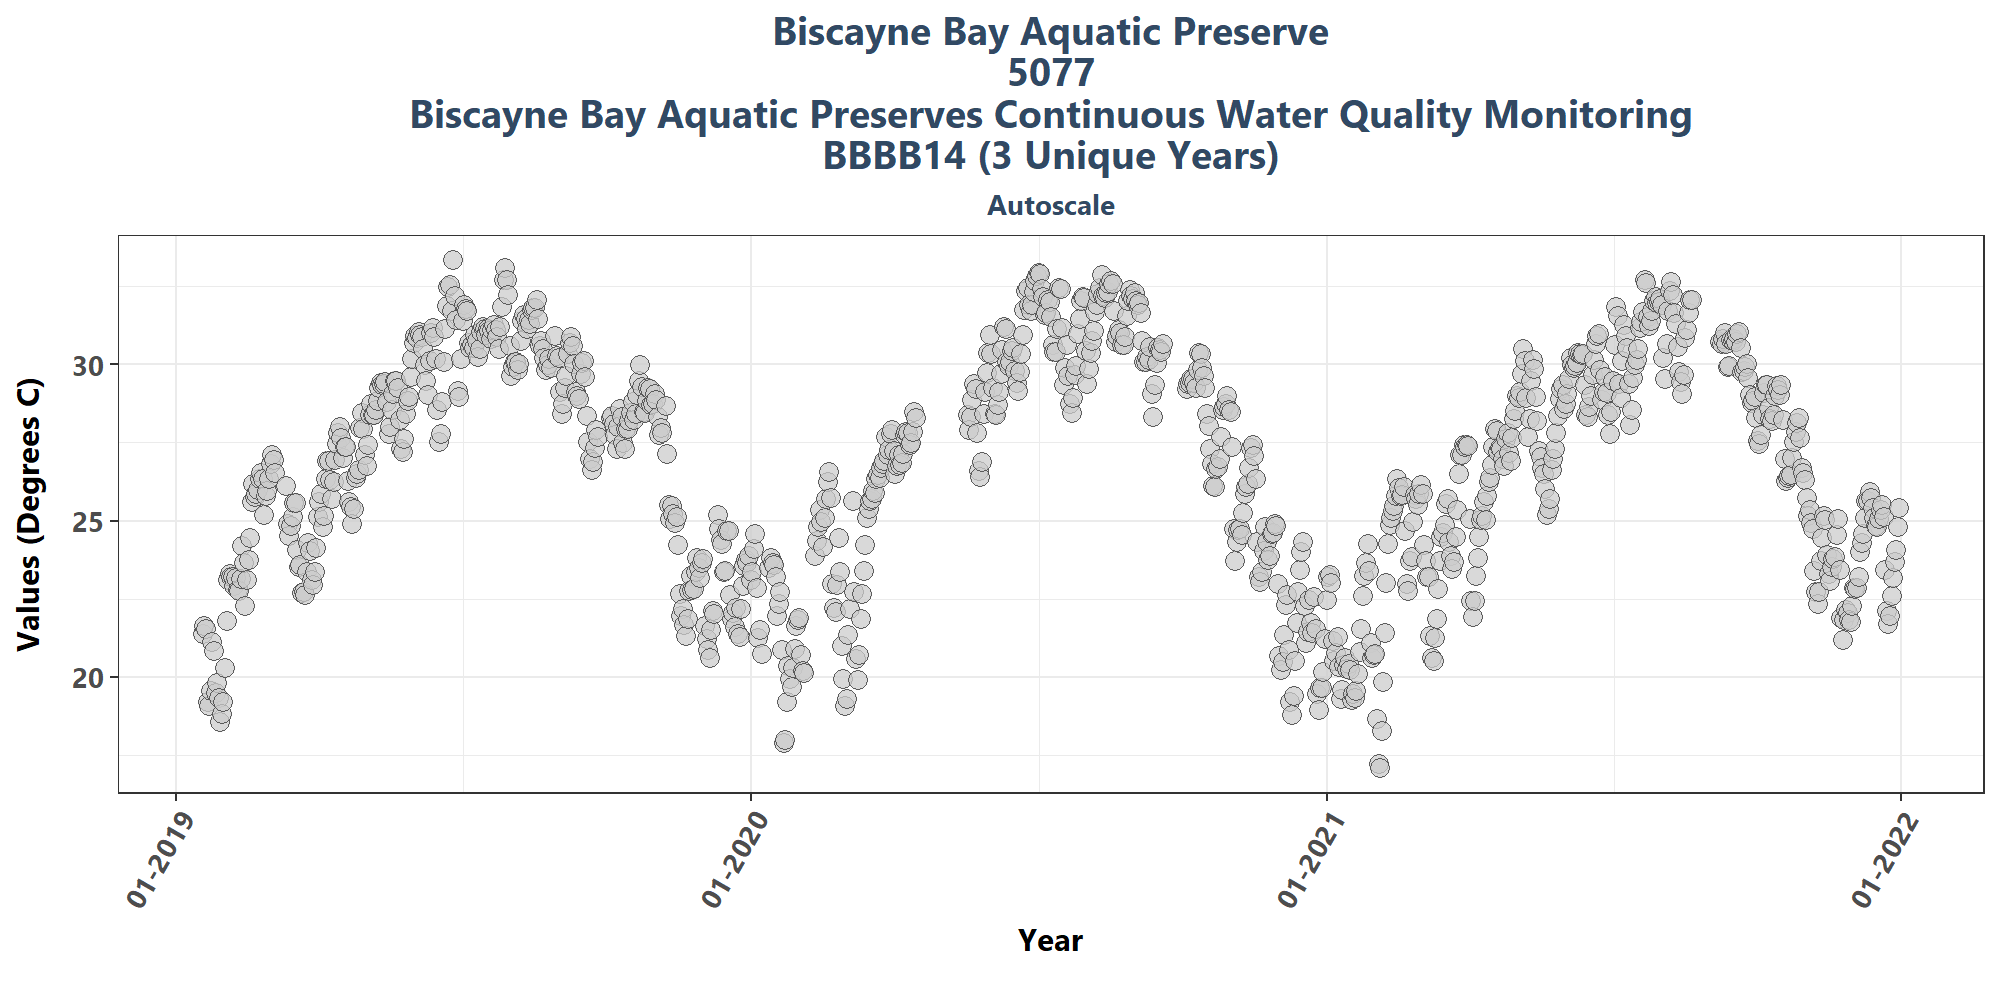 Biscayne Bay Aquatic Preserve
5077
Biscayne Bay Aquatic Preserves Continuous Water Quality Monitoring
BBBB14 (3 Unique Years)
Autoscale
Values (Degrees C)
30
25
20
01-2019
01-2020
01-2021
01-2022
Year